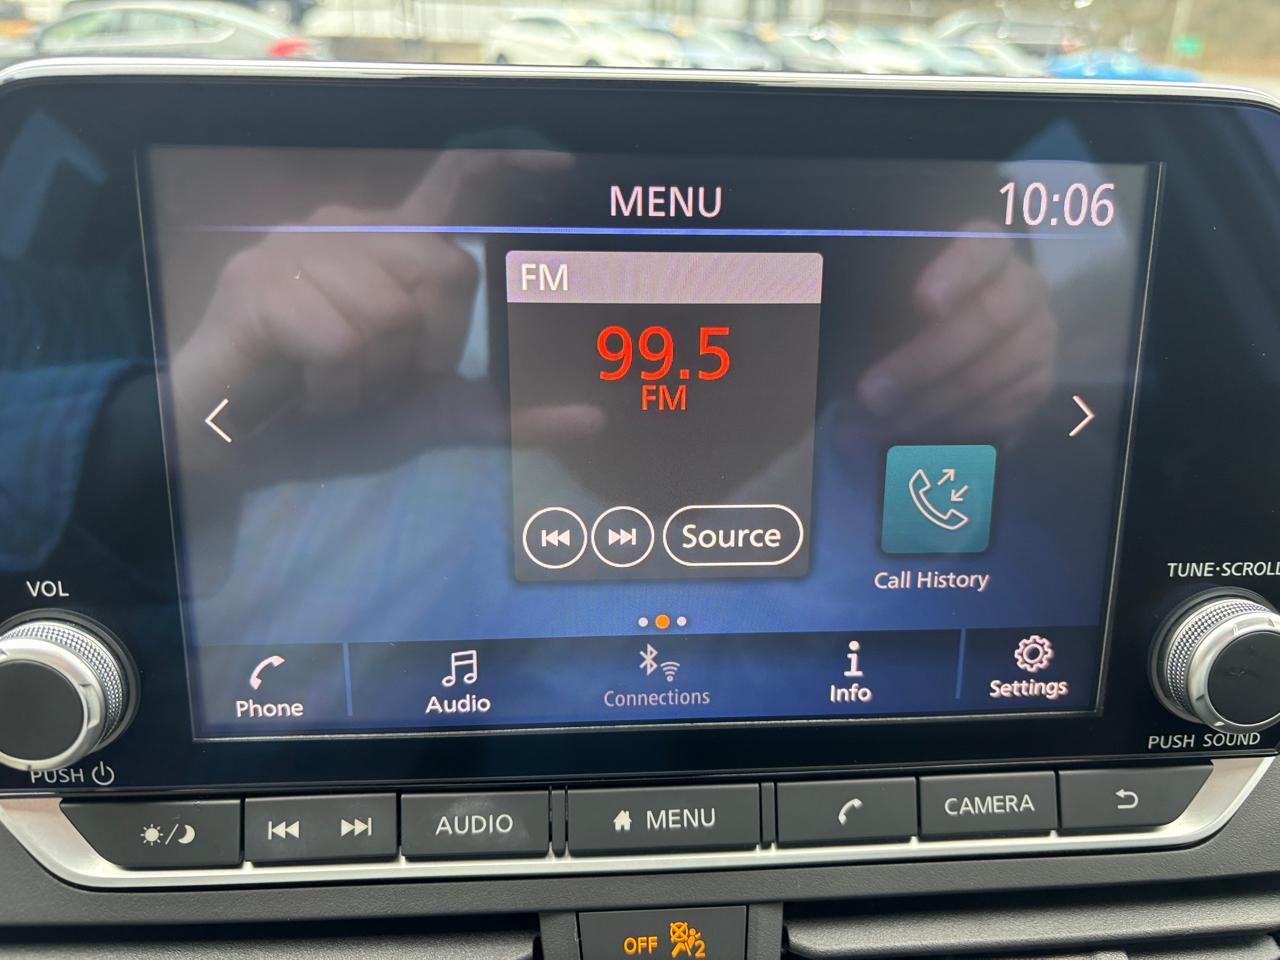 MENU
10:06
FM
99.5
FM
Source
Call History
VOL
TUNE·SCROLL
Phone
Audio
Connections
Info
Settings
PUSH
PUSH SOUND
AUDIO
MENU
CAMERA
OFF
2